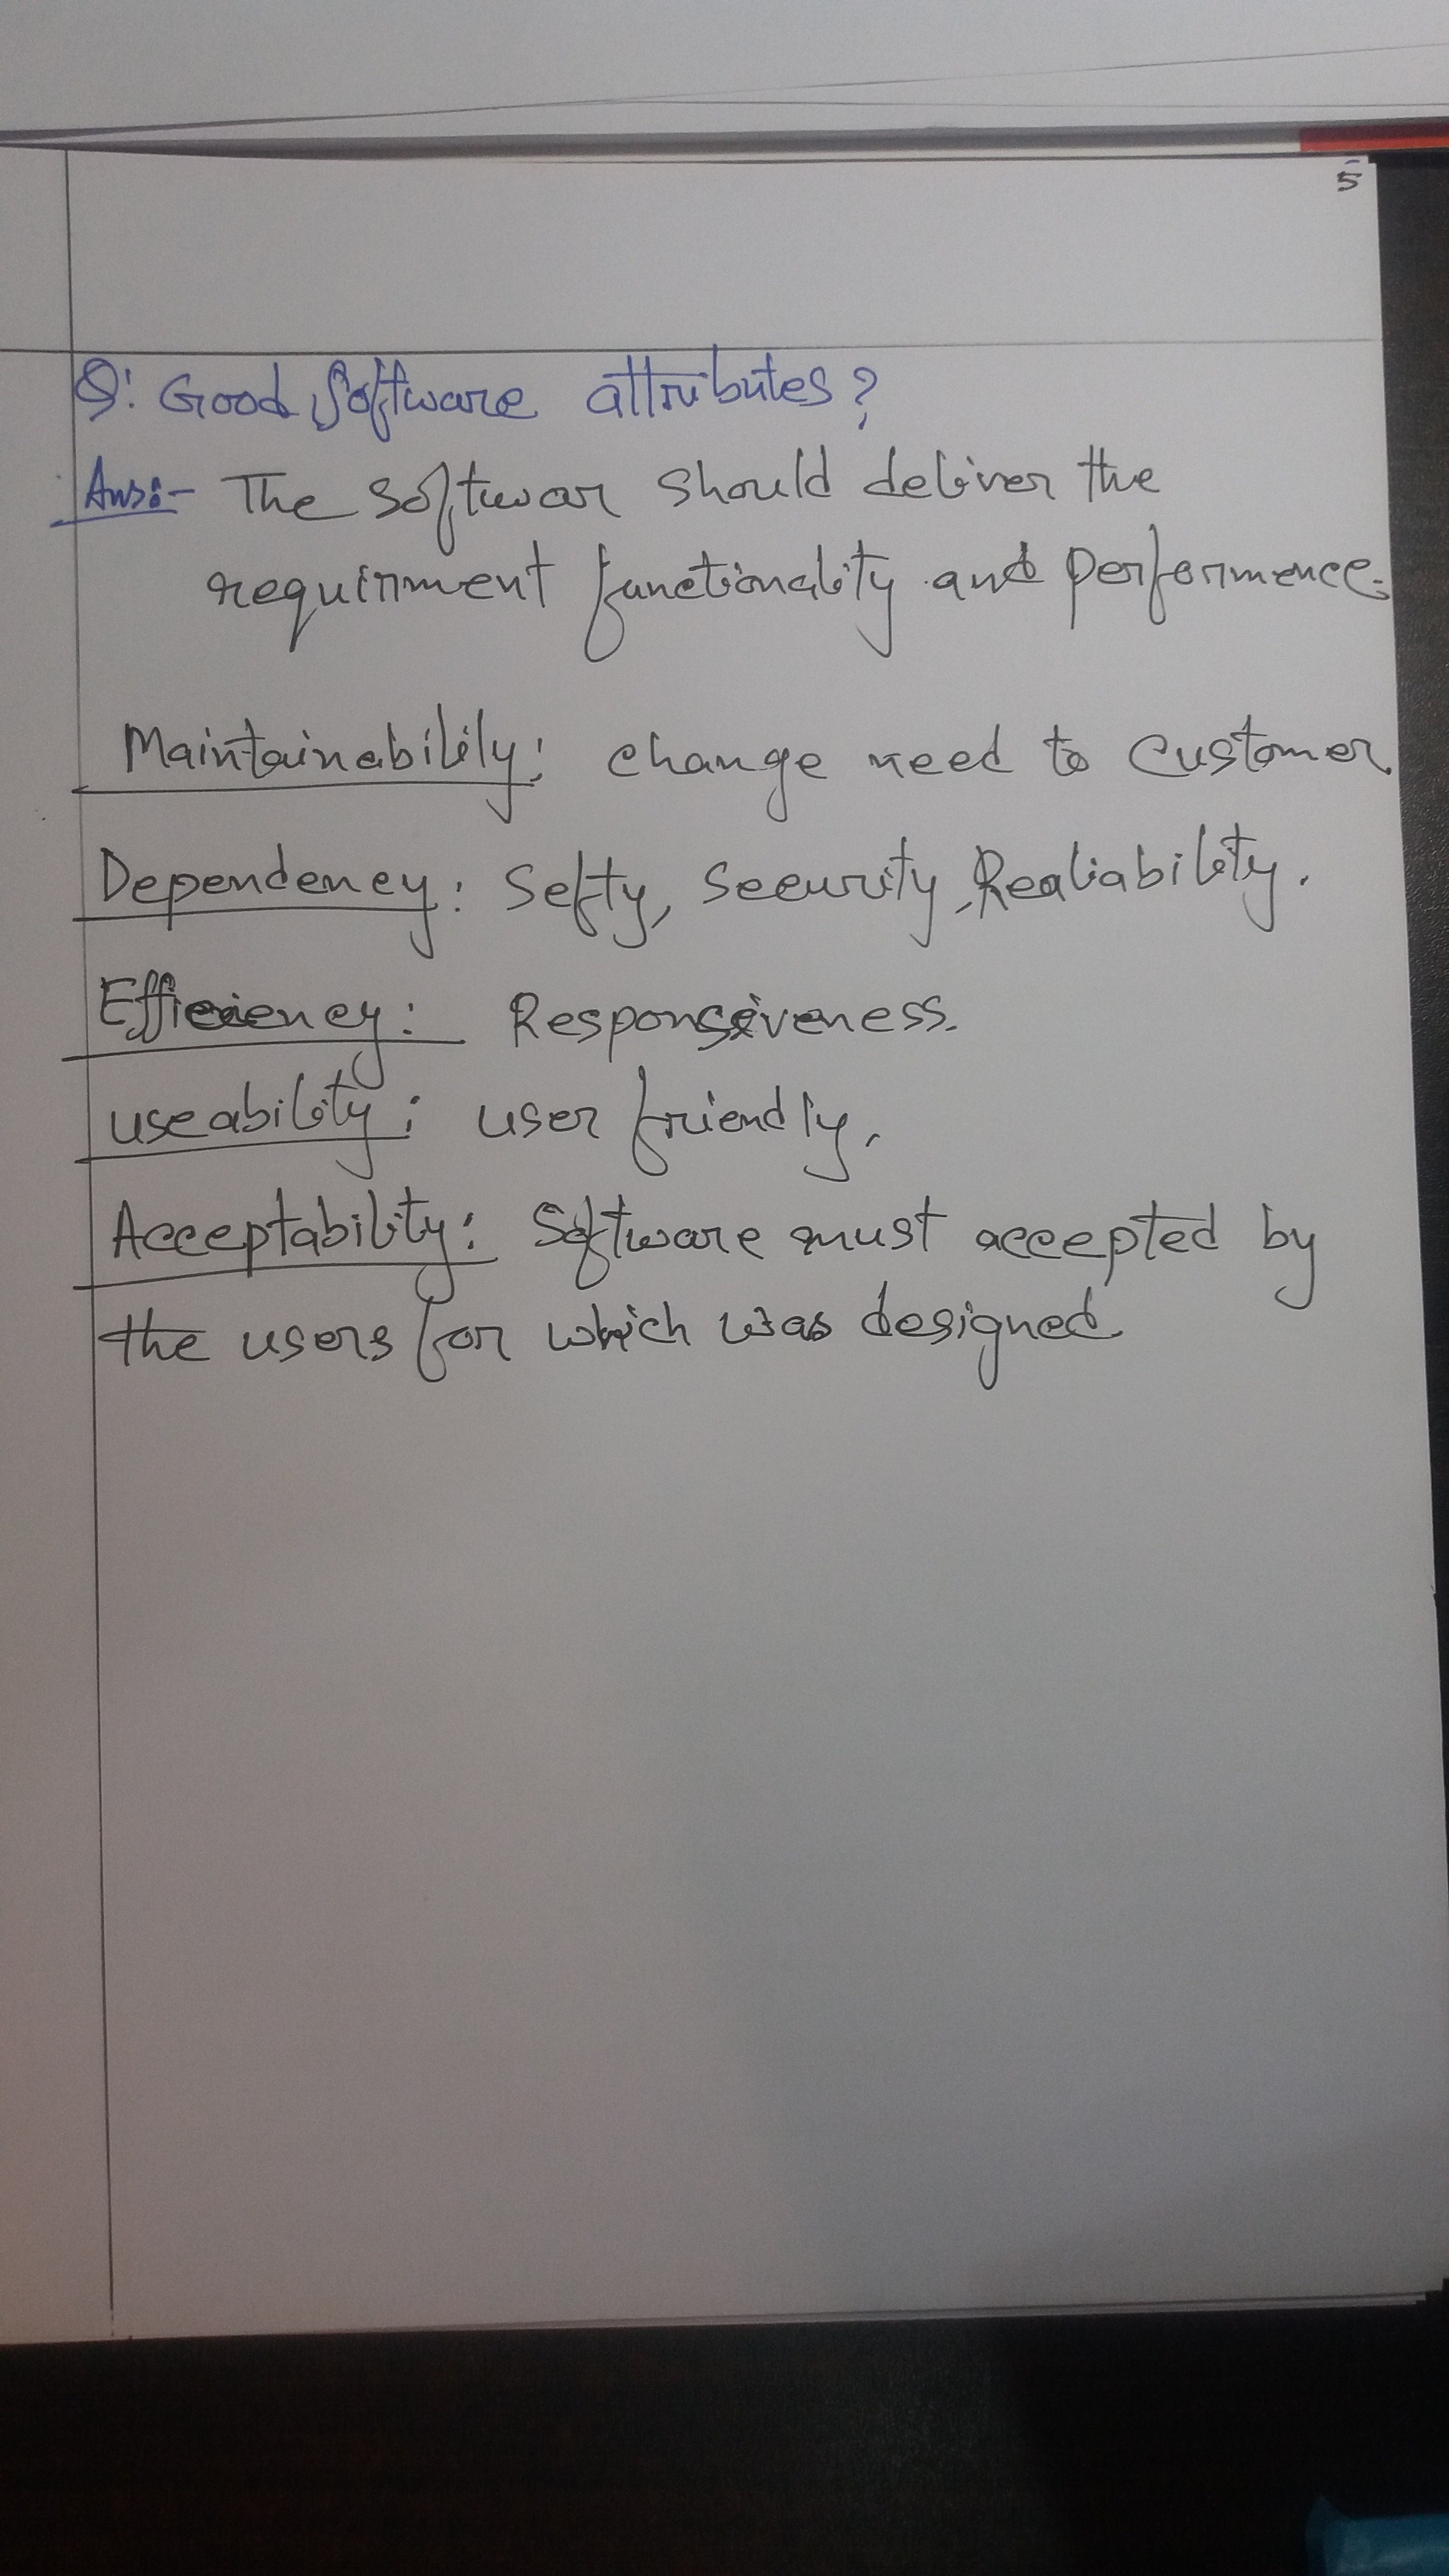 5
Q: Good Software attributes?
Ans:- The softwar should deliver the
requirment functionality and performence.
Maintainability: change need to customer.
Dependency: Sefty, Security, Realiability.
Efficiency: Responsiveness.
useability: user friendly.
Acceptability: Software must accepted by
the users for which was designed